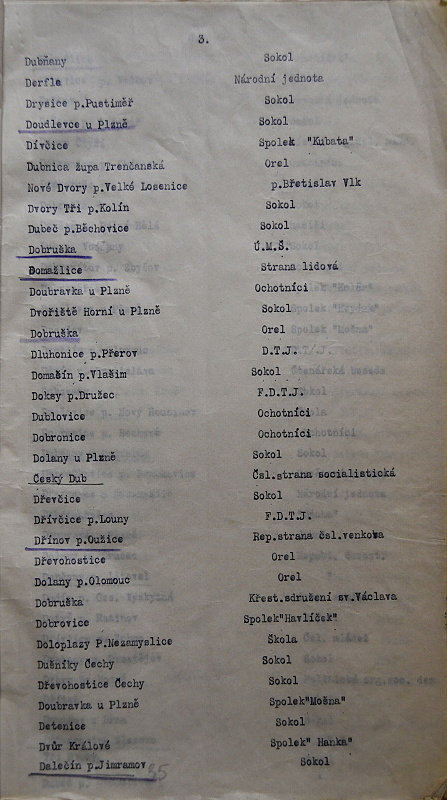 3.
Dubňany Sokol
Derfle Národní jednota
Drysice p.Pustiměř Sokol
Doudlevce u Plzně Sokol
Dívčice Spolek "Kubata"
Dubnica župa Trenčanská Orel
Nové Dvory p.Velké Losenice p.Břetislav Vlk
Dvory Tři p.Kolín Sokol
Dubeč p.Běchovice Sokol
Dobruška Ú.M.Š.
Domažlice Strana lidová
Doubravka u Plzně Ochotníci
Dvořiště Horní u Plzně Sokol
Dobruška Orel
Dluhonice p.Přerov D.T.J.
Domašín p.Vlašim Sokol
Doksy p.Družec F.D.T.J.
Dublovice Ochotníci
Dobronice Ochotníci
Dolany u Plzně Sokol
Český Dub Čsl.strana socialistická
Dřevčice Sokol
Dřívčice p.Louny F.D.T.J.
Dřínov p.Oužice Rep.strana čsl.venkova
Dřevohostice Orel
Dolany p.Olomouc Orel
Dobruška Křest.sdružení sv.Václava
Dobrovice Spolek"Havlíček"
Doloplazy P.Nezamyslice Škola
Dušníky Čechy Sokol
Dřevohostice Čechy Sokol
Doubravka u Plzně Spolek"Mošna"
Detenice Sokol
Dvůr Králové Spolek" Hanka"
Dalečín p.Jimramov Sokol